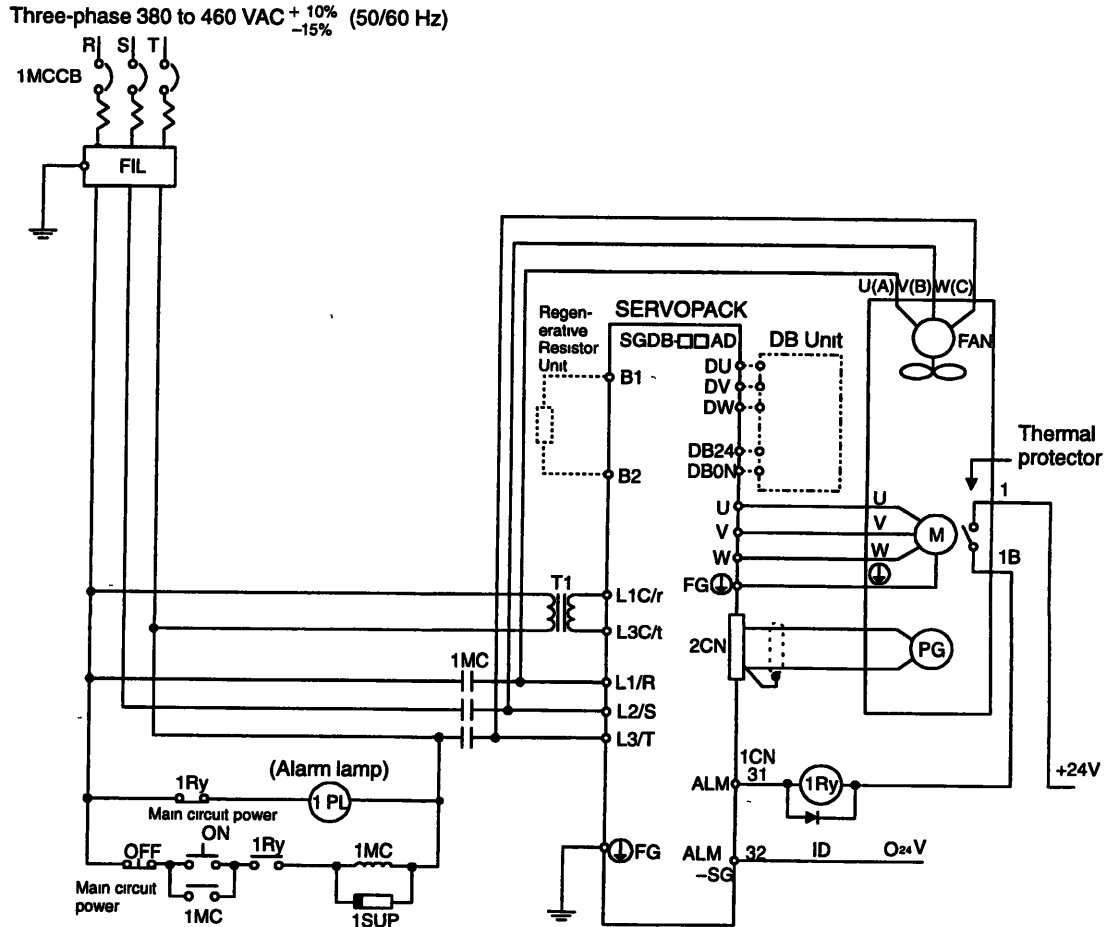 Three-phase 380 to 460 VAC + 10% −15% (50/60 Hz)
R S T
1MCCB
FIL
U(A) V(B) W(C)
FAN
SERVOPACK
SGDB-□□AD
Regen-
erative
Resistor
Unit
B1
B2
DB Unit
DU
DV
DW
DB24
DB0N
Thermal
protector
1
1B
U
V
W
U
V
W
M
FG
T1
L1C/r
L3C/t
2CN
PG
1MC
L1/R
L2/S
L3/T
(Alarm lamp)
1Ry
1 PL
Main circuit power
ON
OFF
1Ry
1MC
Main circuit
power
1MC
1SUP
1CN
ALM
31
1Ry
+24V
FG
ALM
−SG
32
ID
O24V